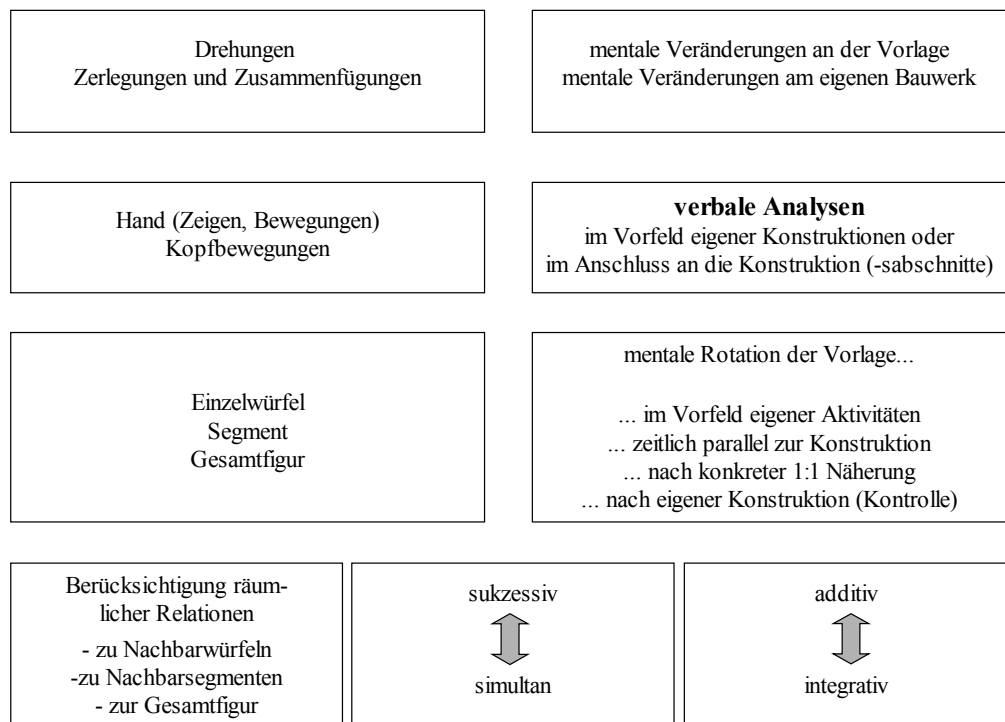 Drehungen
Zerlegungen und Zusammenfügungen
mentale Veränderungen an der Vorlage
mentale Veränderungen am eigenen Bauwerk
Hand (Zeigen, Bewegungen)
Kopfbewegungen
verbale Analysen
im Vorfeld eigener Konstruktionen oder
im Anschluss an die Konstruktion (-sabschnitte)
Einzelwürfel
Segment
Gesamtfigur
mentale Rotation der Vorlage...
... im Vorfeld eigener Aktivitäten
... zeitlich parallel zur Konstruktion
... nach konkreter 1:1 Näherung
... nach eigener Konstruktion (Kontrolle)
Berücksichtigung räum-
licher Relationen
- zu Nachbarwürfeln
-zu Nachbarsegmenten
- zur Gesamtfigur
sukzessiv
simultan
additiv
integrativ